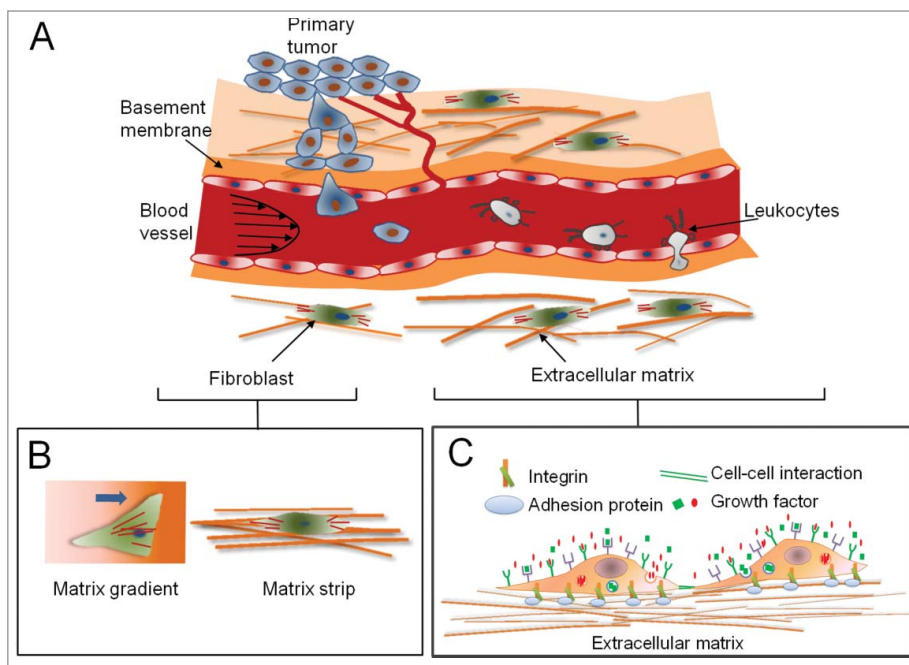 A
Primary
tumor
Basement
membrane
Blood
vessel
Leukocytes
Fibroblast
Extracellular matrix
B
Matrix gradient
Matrix strip
C
Integrin
Cell-cell interaction
Adhesion protein
Growth factor
Extracellular matrix